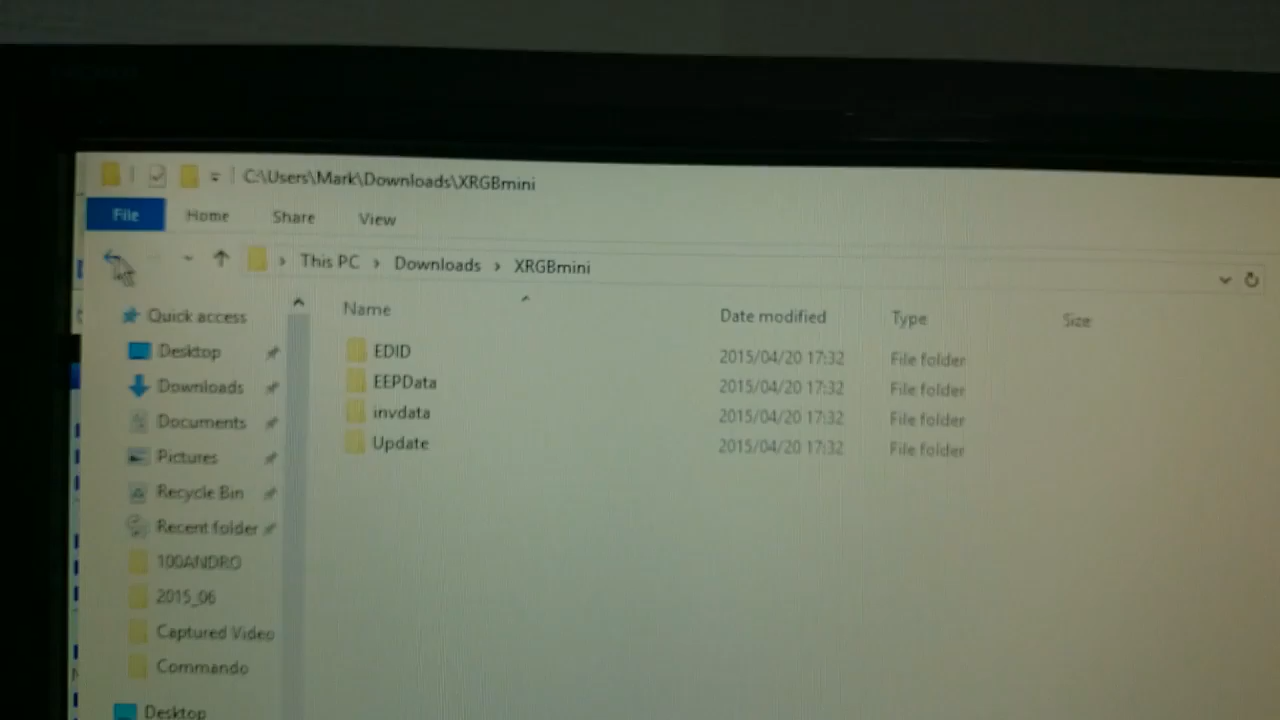 C:\Users\Mark\Downloads\XRGBmini
File Home Share View
This PC Downloads XRGBmini
Name Date modified Type Size
Quick access
Desktop
Downloads
Documents
Pictures
Recycle Bin
Recent folder
100ANDRO
2015_06
Captured Video
Commando
Desktop
EDID 2015/04/20 17:32 File folder
EEPData 2015/04/20 17:32 File folder
invdata 2015/04/20 17:32 File folder
Update 2015/04/20 17:32 File folder